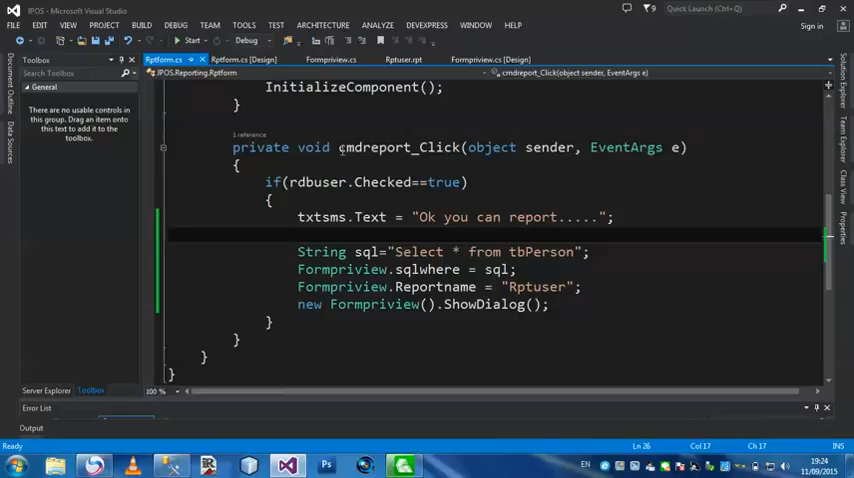 IPOS - Microsoft Visual Studio
9
Quick Launch (Ctrl+Q)
FILE EDIT VIEW PROJECT BUILD DEBUG TEAM TOOLS TEST ARCHITECTURE ANALYZE DEVEXPRESS WINDOW HELP
Sign in
Start Debug
Document Outline
Data Sources
Toolbox
Search Toolbox
General
There are no usable controls in
this group. Drag an item onto
this text to add it to the
toolbox.
Rptform.cs Rptform.cs [Design] Formpriview.cs Rptuser.rpt Formpriview.cs [Design]
IPOS.Reporting.Rptform cmdreport_Click(object sender, EventArgs e)
InitializeComponent();
}
1 reference
private void cmdreport_Click(object sender, EventArgs e)
{
if(rdbuser.Checked==true)
{
txtsms.Text = "Ok you can report.....";
String sql="Select * from tbPerson";
Formpriview.sqlwhere = sql;
Formpriview.Reportname = "Rptuser";
new Formpriview().ShowDialog();
}
}
}
}
100 %
Solution Explorer
Team Explorer
Class View
Properties
Server Explorer Toolbox
Error List
Output
Ready Ln 26 Col 17 Ch 17
Ps
EN
19:24
11/09/2015